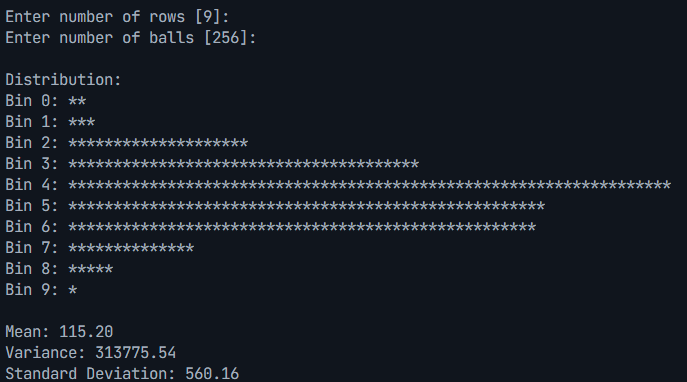 Enter number of rows [9]:
Enter number of balls [256]:
Distribution:
Bin 0: **
Bin 1: ***
Bin 2: ********************
Bin 3: ***************************************
Bin 4: *******************************************************************
Bin 5: *****************************************************
Bin 6: ****************************************************
Bin 7: **************
Bin 8: *****
Bin 9: *
Mean: 115.20
Variance: 313775.54
Standard Deviation: 560.16